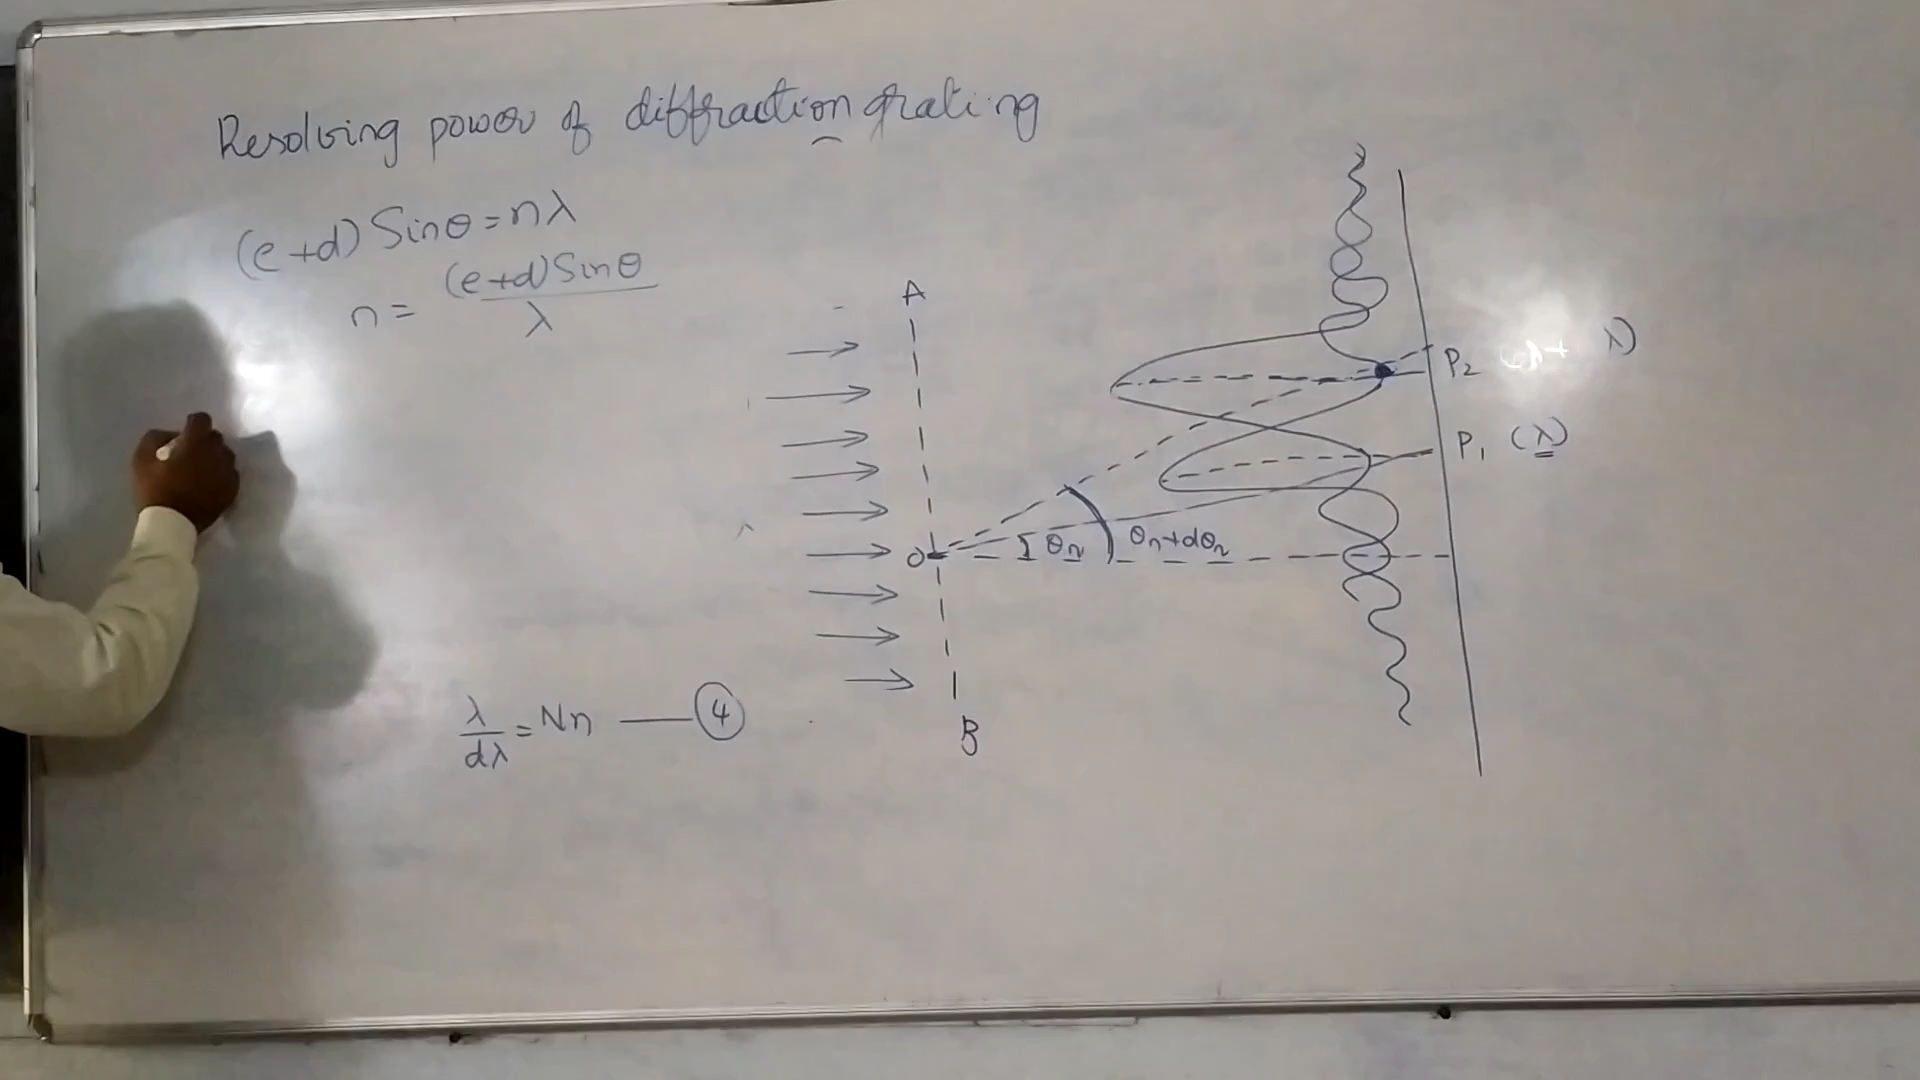 Resolving power of diffraction grating
(e+d) Sinθ = nλ
n = (e+d) Sinθ / λ
λ/dλ = Nn —— ④
A
O
B
θₙ
θₙ+dθₙ
P₂ λ)
P₁ (λ)